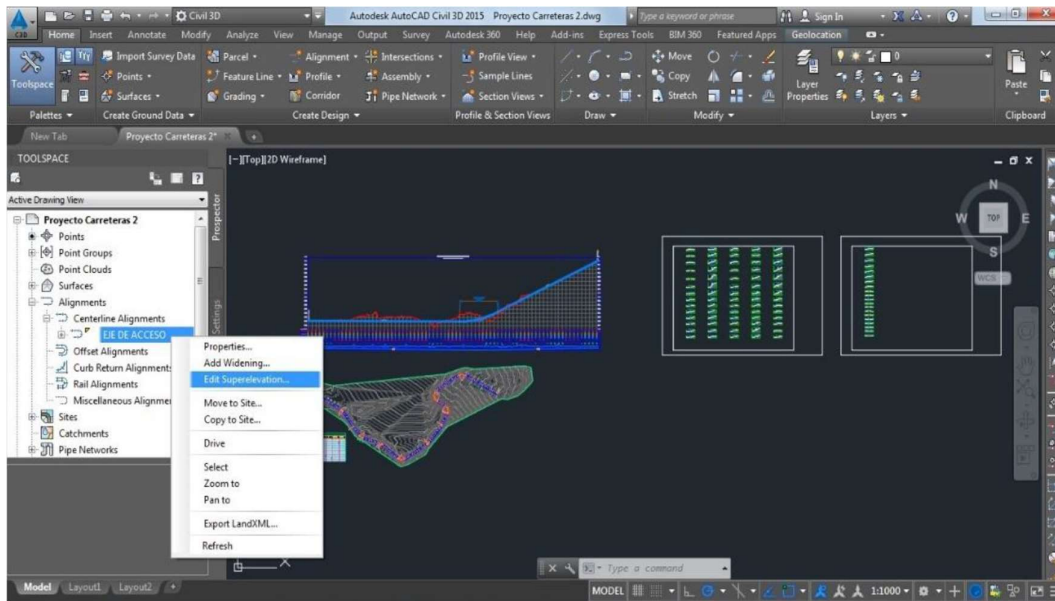 Civil 3D
Autodesk AutoCAD Civil 3D 2015 Proyecto Carreteras 2.dwg
Type a keyword or phrase
Sign In
C3D
Home Insert Annotate Modify Analyze View Manage Output Survey Autodesk 360 Help Add-ins Express Tools BIM 360 Featured Apps Geolocation
Toolspace
Import Survey Data
Points
Surfaces
Parcel
Feature Line
Grading
Alignment
Profile
Corridor
Intersections
Assembly
Pipe Network
Profile View
Sample Lines
Section Views
Move
Copy
Stretch
Layer Properties
0
Paste
Palettes Create Ground Data Create Design Profile & Section Views Draw Modify Layers Clipboard
New Tab Proyecto Carreteras 2*
TOOLSPACE
[−][Top][2D Wireframe]
Active Drawing View
Prospector
Settings
Proyecto Carreteras 2
Points
Point Groups
Point Clouds
Surfaces
Alignments
Centerline Alignments
EJE DE ACCESO
Offset Alignments
Curb Return Alignments
Rail Alignments
Miscellaneous Alignme
Sites
Catchments
Pipe Networks
Properties...
Add Widening...
Edit Superelevation...
Move to Site...
Copy to Site...
Drive
Select
Zoom to
Pan to
Export LandXML...
Refresh
N
W TOP E
S
WCS
X
Type a command
Model Layout1 Layout2 +
MODEL
1:1000